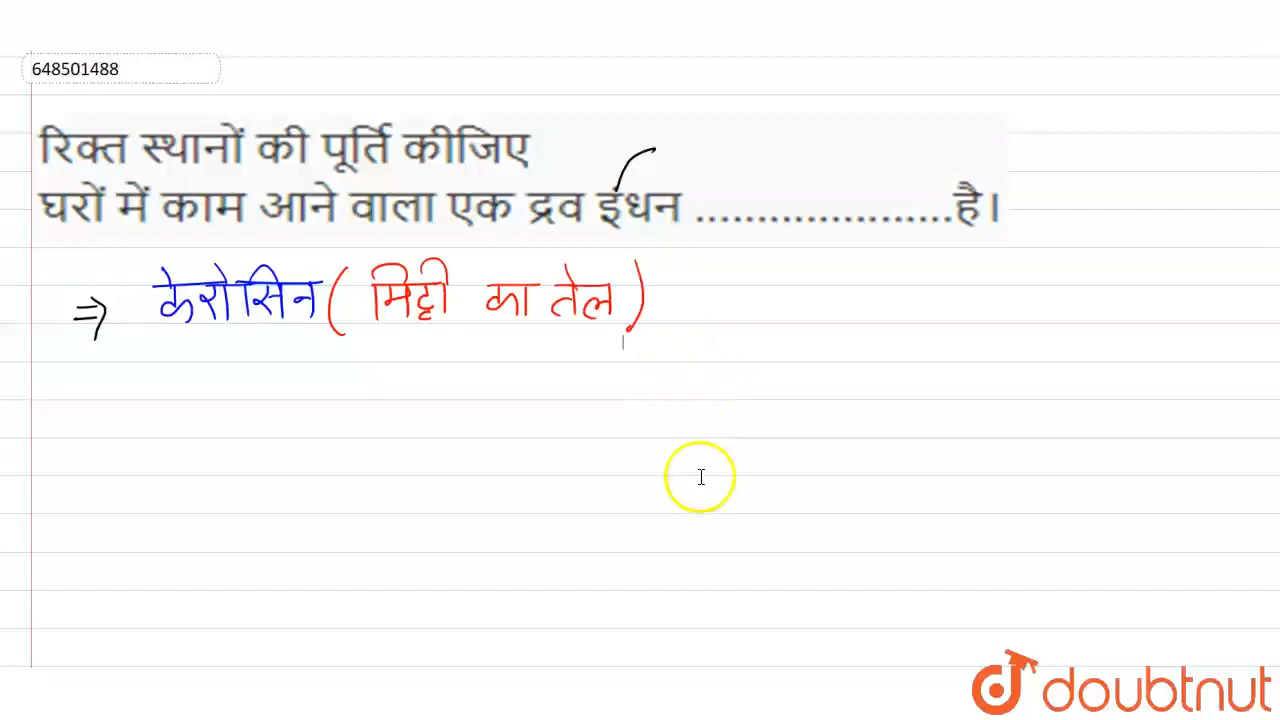 648501488
रिक्त स्थानों की पूर्ति कीजिए
घरों में काम आने वाला एक द्रव इंधन .....................है।
⇒ केरोसिन ( मिट्टी का तेल )
doubtnut